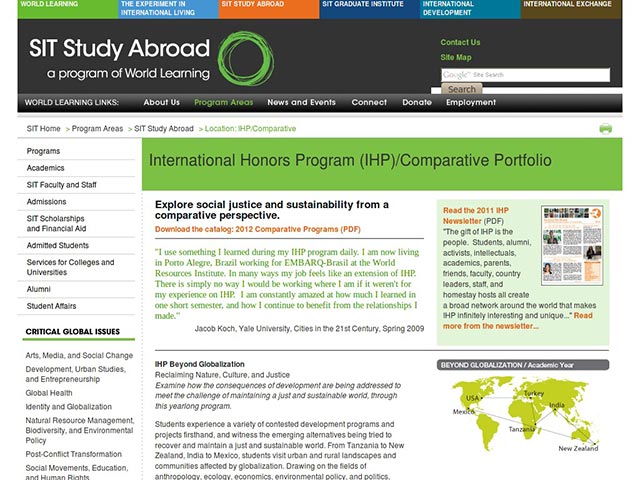 WORLD LEARNING
THE EXPERIMENT IN
INTERNATIONAL LIVING
SIT STUDY ABROAD
SIT GRADUATE INSTITUTE
INTERNATIONAL
DEVELOPMENT
INTERNATIONAL EXCHANGE
SIT Study Abroad
a program of World Learning
Contact Us
Site Map
Google™ Site Search
Search
WORLD LEARNING LINKS:
About Us
Program Areas
News and Events
Connect
Donate
Employment
SIT Home > Program Areas > SIT Study Abroad > Location: IHP/Comparative
Programs
Academics
SIT Faculty and Staff
Admissions
SIT Scholarships
and Financial Aid
Admitted Students
Services for Colleges and
Universities
Alumni
Student Affairs
CRITICAL GLOBAL ISSUES
Arts, Media, and Social Change
Development, Urban Studies,
and Entrepreneurship
Global Health
Identity and Globalization
Natural Resource Management,
Biodiversity, and Environmental
Policy
Post-Conflict Transformation
Social Movements, Education,
and Human Rights
International Honors Program (IHP)/Comparative Portfolio
Explore social justice and sustainability from a
comparative perspective.
Download the catalog: 2012 Comparative Programs (PDF)
"I use something I learned during my IHP program daily. I am now living
in Porto Alegre, Brazil working for EMBARQ-Brasil at the World
Resources Institute. In many ways my job feels like an extension of IHP.
There is simply no way I would be working where I am if it weren't for
my experience on IHP.  I am constantly amazed at how much I learned in
one short semester, and how I continue to benefit from the relationships I
made."
Jacob Koch, Yale University, Cities in the 21st Century, Spring 2009
IHP Beyond Globalization
Reclaiming Nature, Culture, and Justice
Examine how the consequences of development are being addressed to
meet the challenge of maintaining a just and sustainable world, through
this yearlong program.
Students experience a variety of contested development programs and
projects firsthand, and witness the emerging alternatives being tried to
recover and maintain a just and sustainable world. From Tanzania to New
Zealand, India to Mexico, students visit urban and rural landscapes and
communities affected by globalization. Drawing on the fields of
anthropology, ecology, economics, environmental policy, and politics,
Read the 2011 IHP
Newsletter (PDF)
"The gift of IHP is the
people.  Students, alumni,
activists, intellectuals,
academics, parents,
friends, faculty, country
leaders, staff, and
homestay hosts all create
a broad network around the world that makes
IHP infinitely interesting and unique..." Read
more from the newsletter...
BEYOND GLOBALIZATION / Academic Year
USA
Turkey
Mexico
India
Tanzania
New Zealand